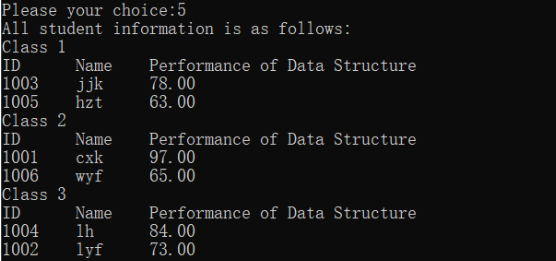 Please your choice:5
All student information is as follows:
Class 1
ID Name Performance of Data Structure
1003 jjk 78.00
1005 hzt 63.00
Class 2
ID Name Performance of Data Structure
1001 cxk 97.00
1006 wyf 65.00
Class 3
ID Name Performance of Data Structure
1004 lh 84.00
1002 lyf 73.00